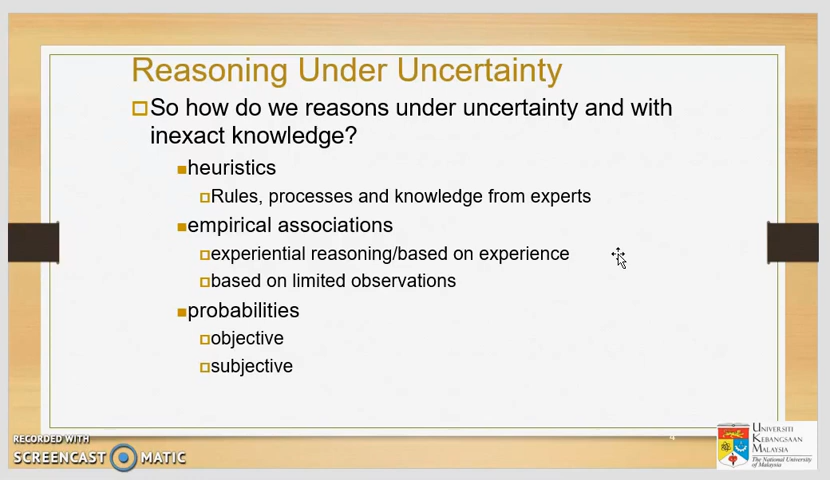 Reasoning Under Uncertainty
So how do we reasons under uncertainty and with
inexact knowledge?
heuristics
Rules, processes and knowledge from experts
empirical associations
experiential reasoning/based on experience
based on limited observations
probabilities
objective
subjective
4
RECORDED WITH
SCREENCAST MATIC
UNIVERSITI
KEBANGSAAN
MALAYSIA
The National University
of Malaysia